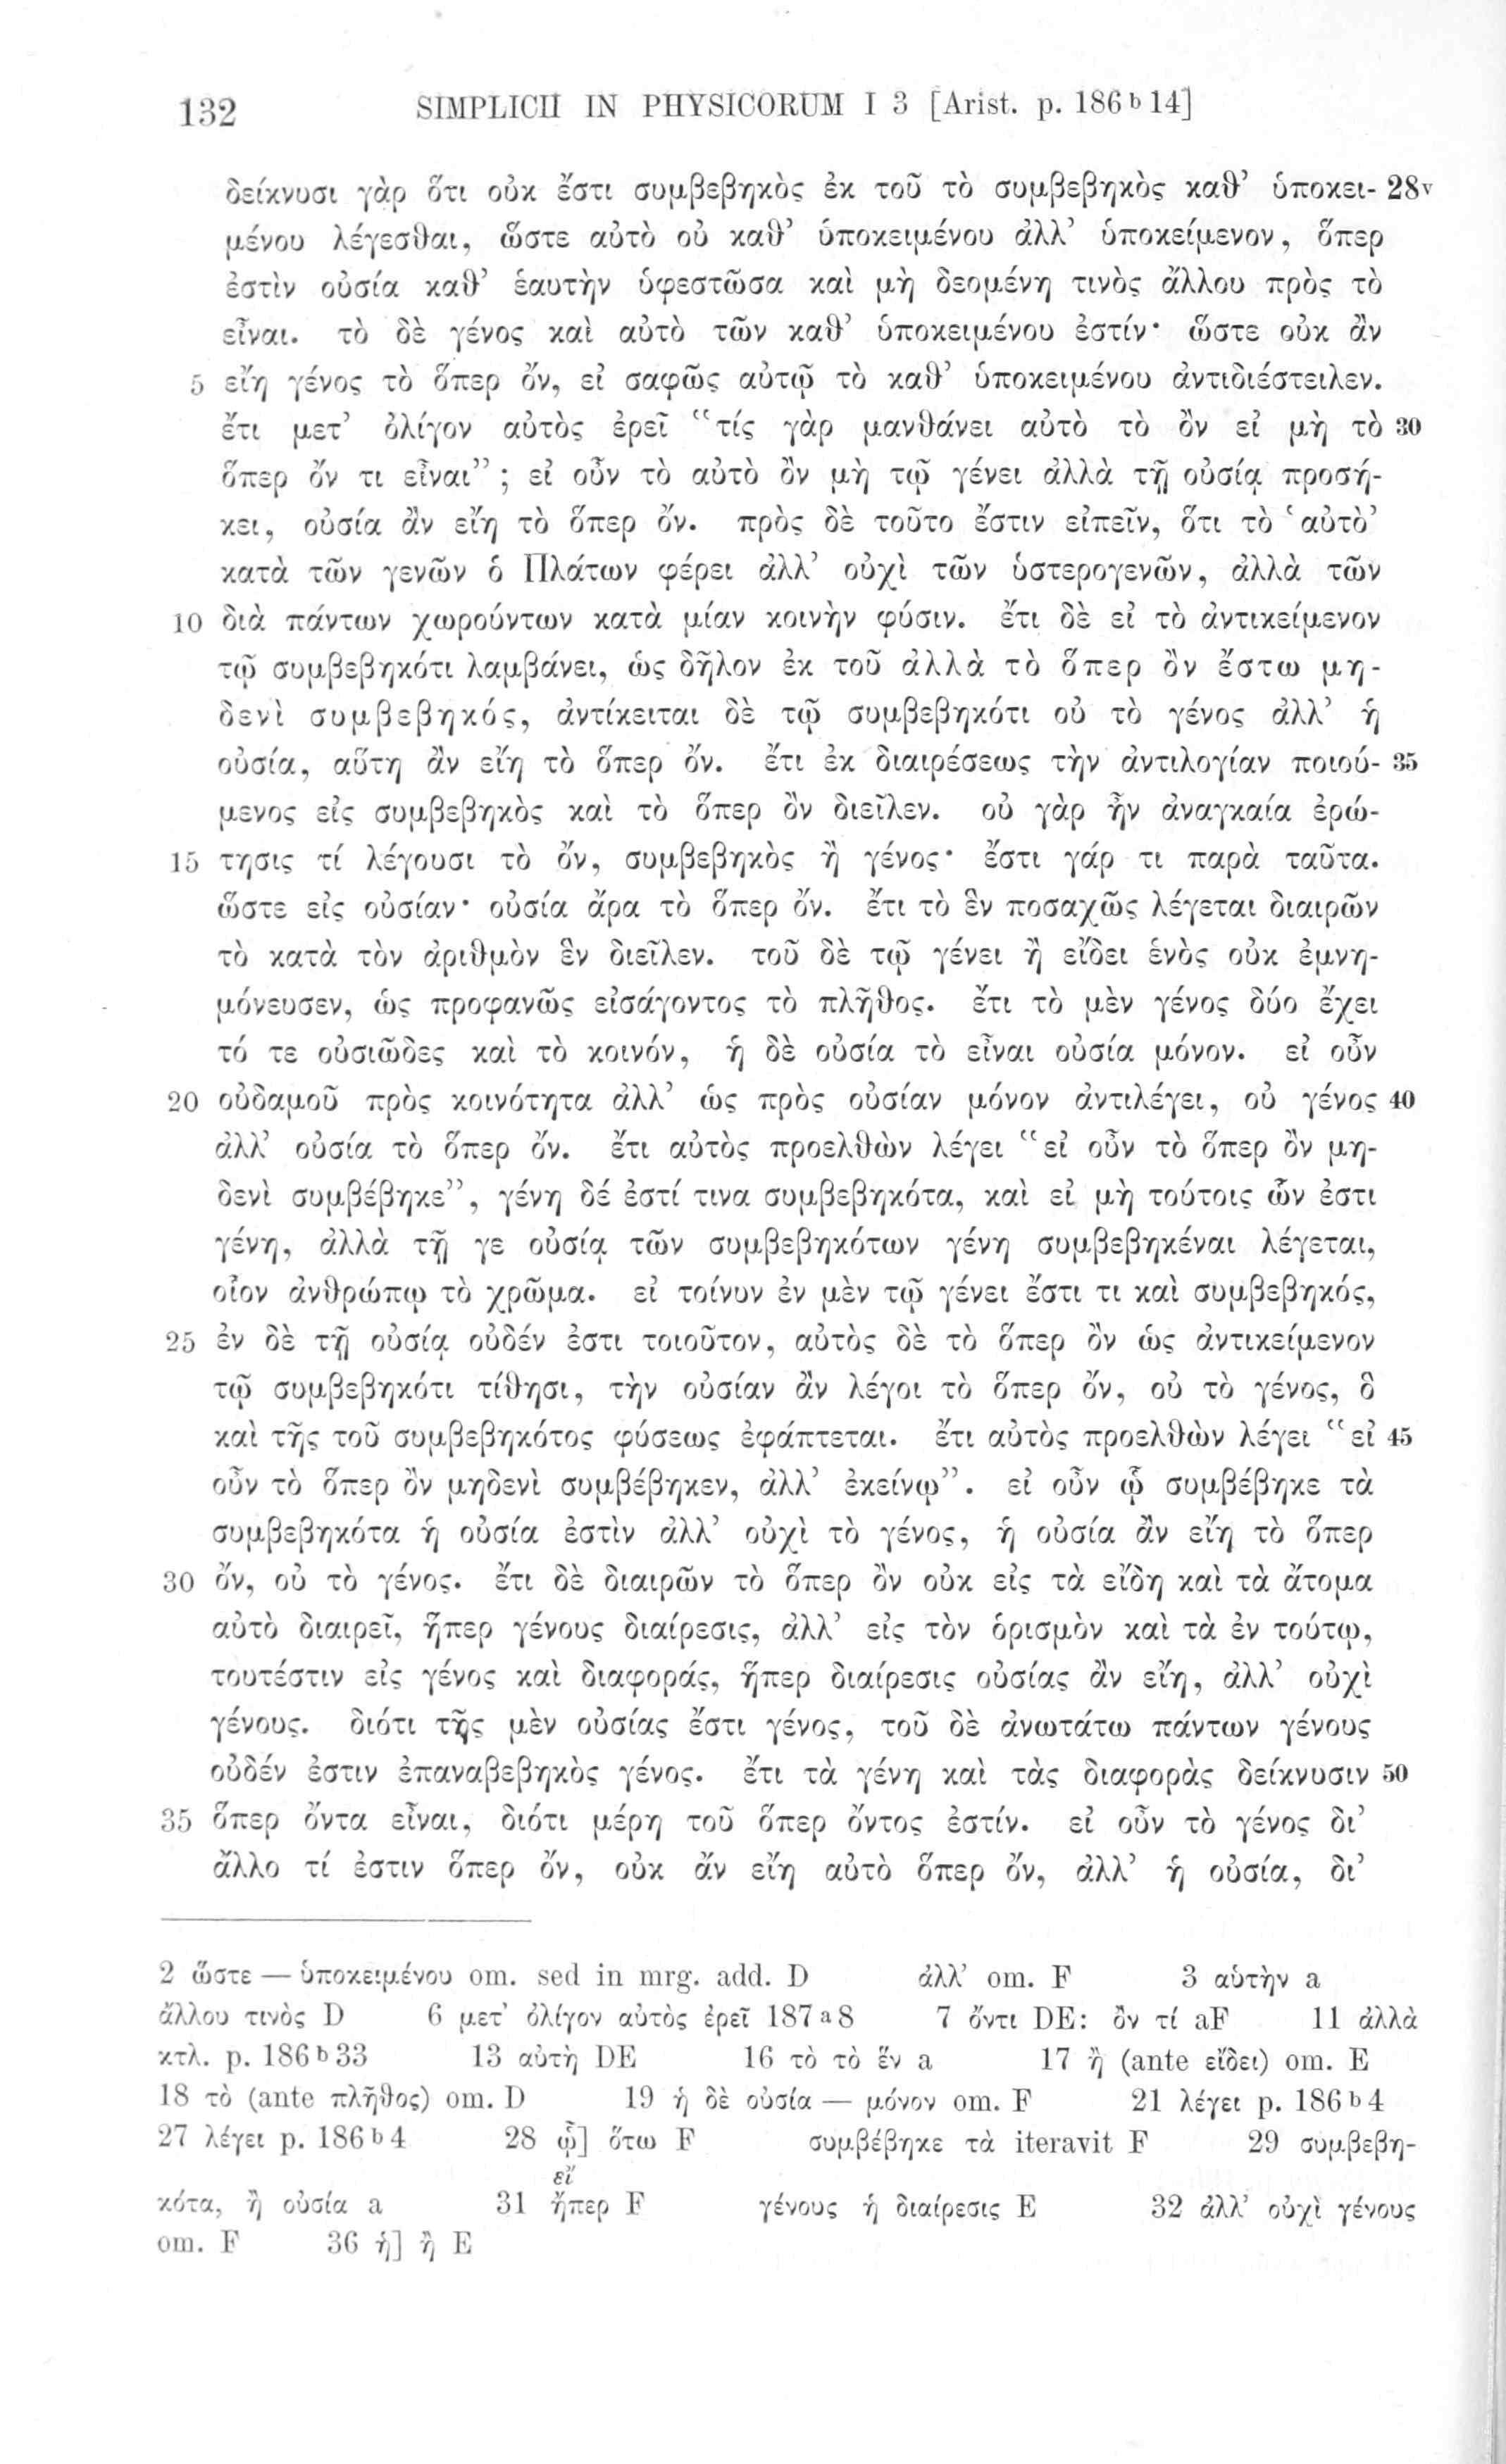 132 SIMPLICII IN PHYSICORUM I 3 [Arist. p. 186 b 14]
δείκνυσι γὰρ ὅτι οὐκ ἔστι συμβεβηκὸς ἐκ τοῦ τὸ συμβεβηκὸς καθ’ ὑποκει- 28v
μένου λέγεσθαι, ὥστε αὐτὸ οὐ καθ’ ὑποκειμένου ἀλλ’ ὑποκείμενον, ὅπερ
ἐστὶν οὐσία καθ’ ἑαυτὴν ὑφεστῶσα καὶ μὴ δεομένη τινὸς ἄλλου πρὸς τὸ
εἶναι. τὸ δὲ γένος καὶ αὐτὸ τῶν καθ’ ὑποκειμένου ἐστίν· ὥστε οὐκ ἂν
5 εἴη γένος τὸ ὅπερ ὄν, εἰ σαφῶς αὐτῷ τὸ καθ’ ὑποκειμένου ἀντιδιέστειλεν.
ἔτι μετ’ ὀλίγον αὐτὸς ἐρεῖ “τίς γὰρ μανθάνει αὐτὸ τὸ ὂν εἰ μὴ τὸ 30
ὅπερ ὄν τι εἶναι” ; εἰ οὖν τὸ αὐτὸ ὂν μὴ τῷ γένει ἀλλὰ τῇ οὐσίᾳ προσή-
κει, οὐσία ἂν εἴη τὸ ὅπερ ὄν. πρὸς δὲ τοῦτο ἔστιν εἰπεῖν, ὅτι τὸ ‘αὐτὸ’
κατὰ τῶν γενῶν ὁ Πλάτων φέρει ἀλλ’ οὐχὶ τῶν ὑστερογενῶν, ἀλλὰ τῶν
10 διὰ πάντων χωρούντων κατὰ μίαν κοινὴν φύσιν. ἔτι δὲ εἰ τὸ ἀντικείμενον
τῷ συμβεβηκότι λαμβάνει, ὡς δῆλον ἐκ τοῦ ἀλλὰ τὸ ὅπερ ὂν ἔστω μη-
δενὶ συμβεβηκός, ἀντίκειται δὲ τῷ συμβεβηκότι οὐ τὸ γένος ἀλλ’ ἡ
οὐσία, αὕτη ἂν εἴη τὸ ὅπερ ὄν. ἔτι ἐκ διαιρέσεως τὴν ἀντιλογίαν ποιού- 35
μενος εἰς συμβεβηκὸς καὶ τὸ ὅπερ ὂν διεῖλεν. οὐ γὰρ ἦν ἀναγκαία ἐρώ-
15 τησις τί λέγουσι τὸ ὄν, συμβεβηκὸς ἢ γένος· ἔστι γάρ τι παρὰ ταῦτα.
ὥστε εἰς οὐσίαν· οὐσία ἄρα τὸ ὅπερ ὄν. ἔτι τὸ ἓν ποσαχῶς λέγεται διαιρῶν
τὸ κατὰ τὸν ἀριθμὸν ἓν διεῖλεν. τοῦ δὲ τῷ γένει ἢ εἴδει ἑνὸς οὐκ ἐμνη-
μόνευσεν, ὡς προφανῶς εἰσάγοντος τὸ πλῆθος. ἔτι τὸ μὲν γένος δύο ἔχει
τό τε οὐσιῶδες καὶ τὸ κοινόν, ἡ δὲ οὐσία τὸ εἶναι οὐσία μόνον. εἰ οὖν
20 οὐδαμοῦ πρὸς κοινότητα ἀλλ’ ὡς πρὸς οὐσίαν μόνον ἀντιλέγει, οὐ γένος 40
ἀλλ’ οὐσία τὸ ὅπερ ὄν. ἔτι αὐτὸς προελθὼν λέγει “εἰ οὖν τὸ ὅπερ ὂν μη-
δενὶ συμβέβηκε”, γένη δέ ἐστί τινα συμβεβηκότα, καὶ εἰ μὴ τούτοις ὧν ἐστι
γένη, ἀλλὰ τῇ γε οὐσίᾳ τῶν συμβεβηκότων γένη συμβεβηκέναι λέγεται,
οἷον ἀνθρώπῳ τὸ χρῶμα. εἰ τοίνυν ἐν μὲν τῷ γένει ἔστι τι καὶ συμβεβηκός,
25 ἐν δὲ τῇ οὐσίᾳ οὐδέν ἐστι τοιοῦτον, αὐτὸς δὲ τὸ ὅπερ ὂν ὡς ἀντικείμενον
τῷ συμβεβηκότι τίθησι, τὴν οὐσίαν ἂν λέγοι τὸ ὅπερ ὄν, οὐ τὸ γένος, ὃ
καὶ τῆς τοῦ συμβεβηκότος φύσεως ἐφάπτεται. ἔτι αὐτὸς προελθὼν λέγει “εἰ 45
οὖν τὸ ὅπερ ὂν μηδενὶ συμβέβηκεν, ἀλλ’ ἐκείνῳ”. εἰ οὖν ᾧ συμβέβηκε τὰ
συμβεβηκότα ἡ οὐσία ἐστὶν ἀλλ’ οὐχὶ τὸ γένος, ἡ οὐσία ἂν εἴη τὸ ὅπερ
30 ὄν, οὐ τὸ γένος. ἔτι δὲ διαιρῶν τὸ ὅπερ ὂν οὐκ εἰς τὰ εἴδη καὶ τὰ ἄτομα
αὐτὸ διαιρεῖ, ἥπερ γένους διαίρεσις, ἀλλ’ εἰς τὸν ὁρισμὸν καὶ τὰ ἐν τούτῳ,
τουτέστιν εἰς γένος καὶ διαφοράς, ἥπερ διαίρεσις οὐσίας ἂν εἴη, ἀλλ’ οὐχὶ
γένους. διότι τῆς μὲν οὐσίας ἔστι γένος, τοῦ δὲ ἀνωτάτω πάντων γένους
οὐδέν ἐστιν ἐπαναβεβηκὸς γένος. ἔτι τὰ γένη καὶ τὰς διαφορὰς δείκνυσιν 50
35 ὅπερ ὄντα εἶναι, διότι μέρη τοῦ ὅπερ ὄντος ἐστίν. εἰ οὖν τὸ γένος δι’
ἄλλο τί ἐστιν ὅπερ ὄν, οὐκ ἄν εἴη αὐτὸ ὅπερ ὄν, ἀλλ’ ἡ οὐσία, δι’
2 ὥστε — ὑποκειμένου om. sed in mrg. add. D ἀλλ’ om. F 3 αὑτὴν a
ἄλλου τινὸς D 6 μετ’ ὀλίγον αὐτὸς ἐρεῖ 187 a 8 7 ὄντι DE: ὂν τί aF 11 ἀλλὰ
κτλ. p. 186 b 33 13 αὐτὴ DE 16 τὸ τὸ ἕν a 17 ἢ (ante εἴδει) om. E
18 τὸ (ante πλῆθος) om. D 19 ἡ δὲ οὐσία — μόνον om. F 21 λέγει p. 186 b 4
27 λέγει p. 186 b 4 28 ᾧ] ὅτω F συμβέβηκε τὰ iteravit F 29 συμβεβη-
εἴ
κότα, ἢ οὐσία a 31 ἤπερ F γένους ἡ διαίρεσις E 32 ἀλλ’ οὐχὶ γένους
om. F 36 ἡ] ἢ E